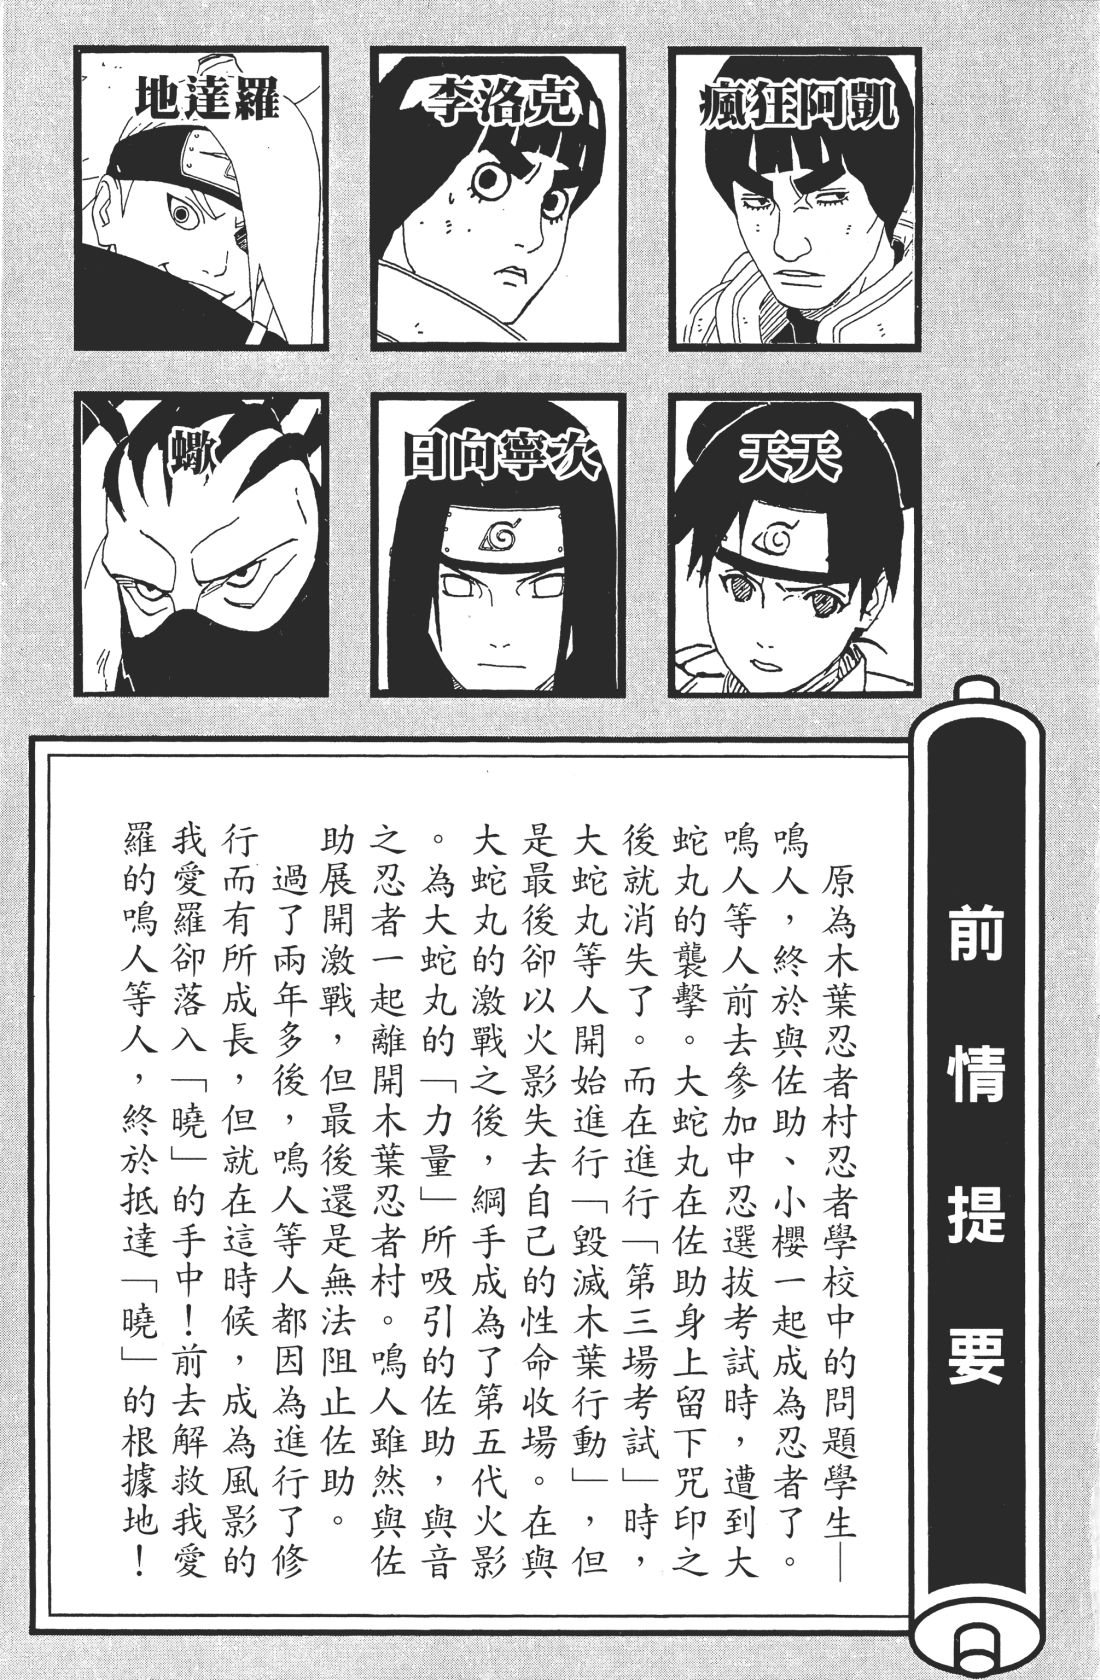 瘋狂阿凱
李洛克
地達羅
天天
日向寧次
蠍
前情提要
原為木葉忍者村忍者學校中的問題學生—
鳴人，終於與佐助、小櫻一起成為忍者了。
鳴人等人前去參加中忍選拔考試時，遭到大
蛇丸的襲擊。大蛇丸在佐助身上留下咒印之
後就消失了。而在進行「第三場考試」時，
大蛇丸等人開始進行「毀滅木葉行動」，但
是最後卻以火影失去自己的性命收場。在與
大蛇丸的激戰之後，綱手成為了第五代火影
。為大蛇丸的「力量」所吸引的佐助，與音
之忍者一起離開木葉忍者村。鳴人雖然與佐
助展開激戰，但最後還是無法阻止佐助。
過了兩年多後，鳴人等人都因為進行了修
行而有所成長，但就在這時候，成為風影的
我愛羅卻落入「曉」的手中！前去解救我愛
羅的鳴人等人，終於抵達「曉」的根據地！